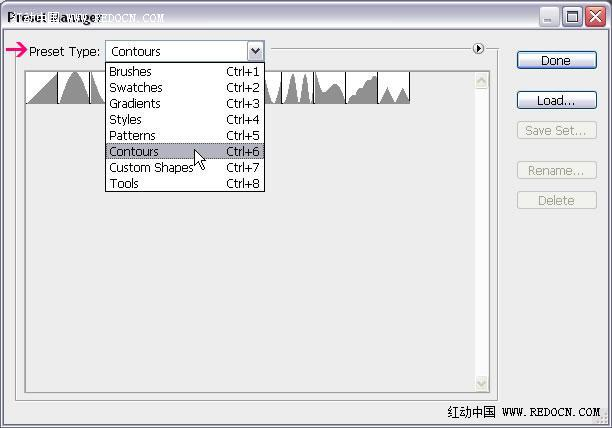 Preset Manager WWW.REDOCN.COM
Preset Type: Contours
Done
Brushes Ctrl+1
Swatches Ctrl+2
Gradients Ctrl+3
Load...
Styles Ctrl+4
Save Set...
Patterns Ctrl+5
Contours Ctrl+6
Custom Shapes Ctrl+7
Rename...
Tools Ctrl+8
Delete
红动中国 WWW.REDOCN.COM